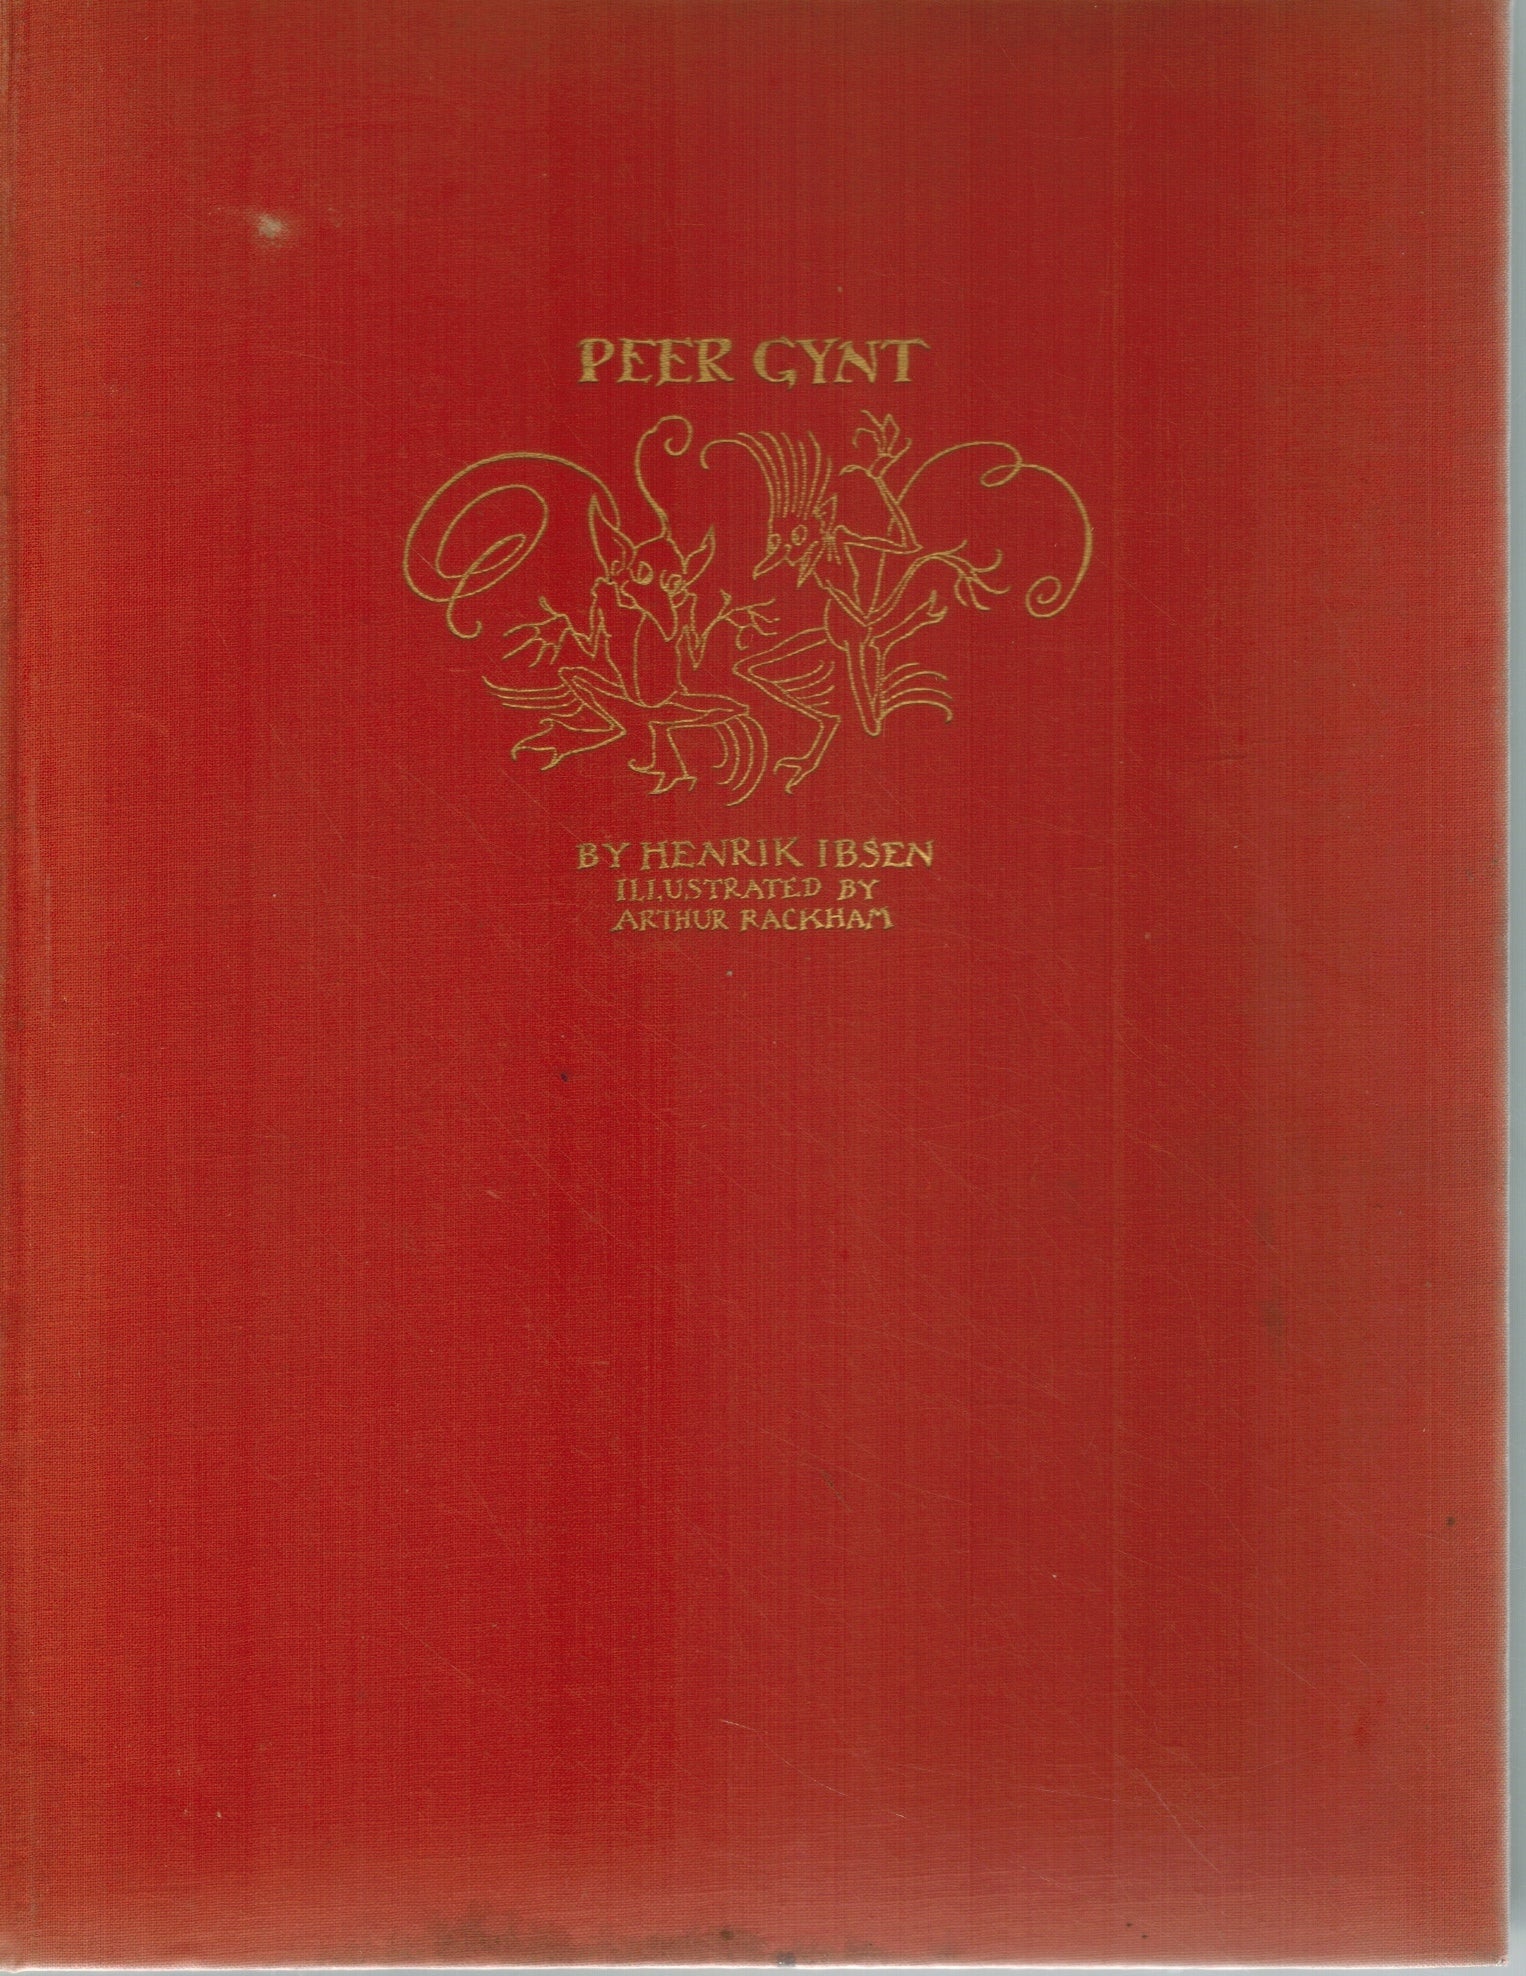 PEER GYNT
BY HENRIK IBSEN
ILLUSTRATED BY
ARTHUR RACKHAM